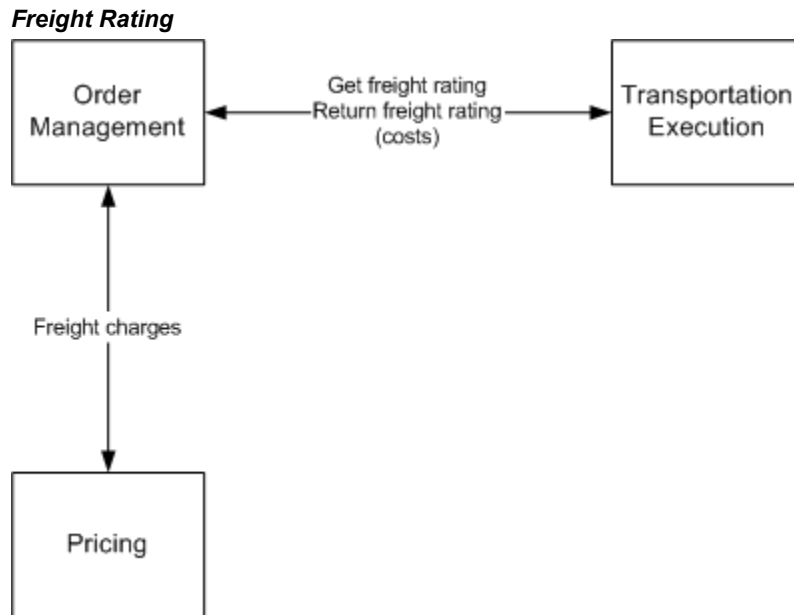 Freight Rating
Order
Management
Get freight rating
Return freight rating
(costs)
Transportation
Execution
Freight charges
Pricing